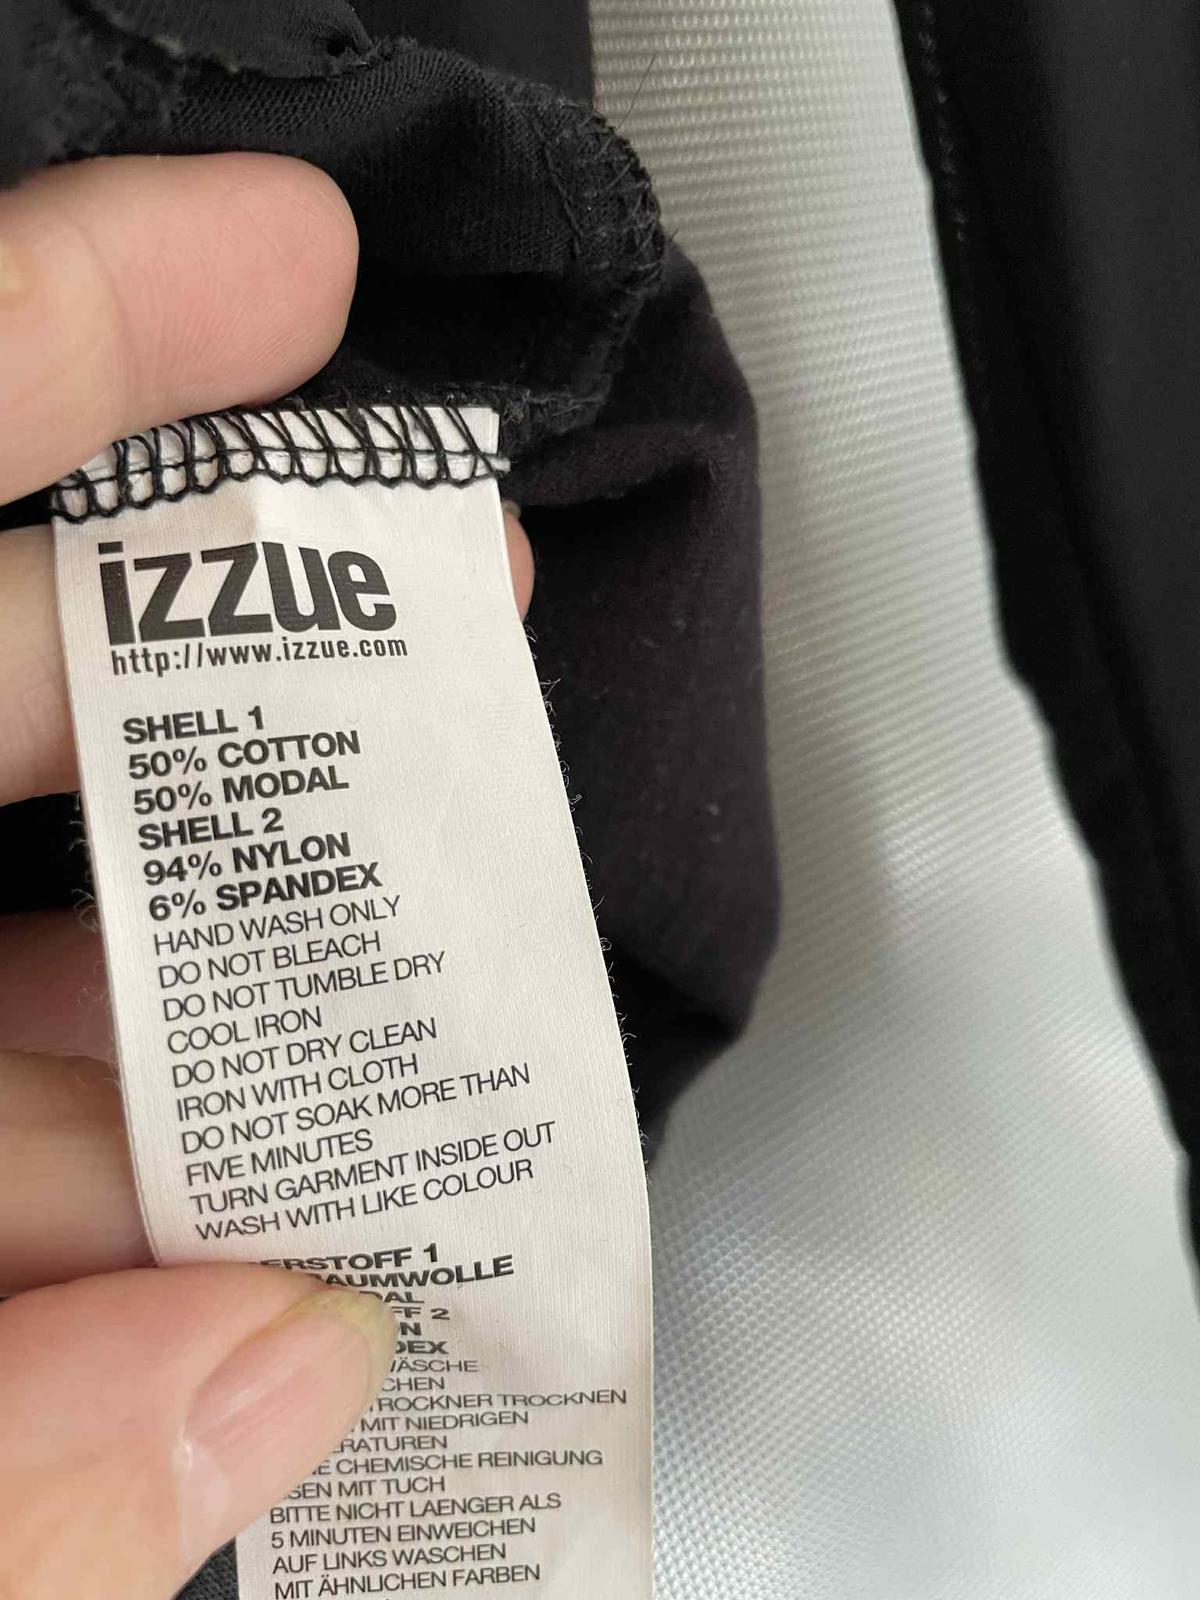 izzue
http://www.izzue.com
SHELL 1
50% COTTON
50% MODAL
SHELL 2
94% NYLON
6% SPANDEX
HAND WASH ONLY
DO NOT BLEACH
DO NOT TUMBLE DRY
COOL IRON
DO NOT DRY CLEAN
IRON WITH CLOTH
DO NOT SOAK MORE THAN
FIVE MINUTES
TURN GARMENT INSIDE OUT
WASH WITH LIKE COLOUR
1
2
TROCKNEN
MIT NIEDRIGEN
CHEMISCHE REINIGUNG
MIT TUCH
BITTE NICHT LAENGER ALS
5 MINUTEN EINWEICHEN
AUF LINKS WASCHEN
MIT ÄHNLICHEN FARBEN